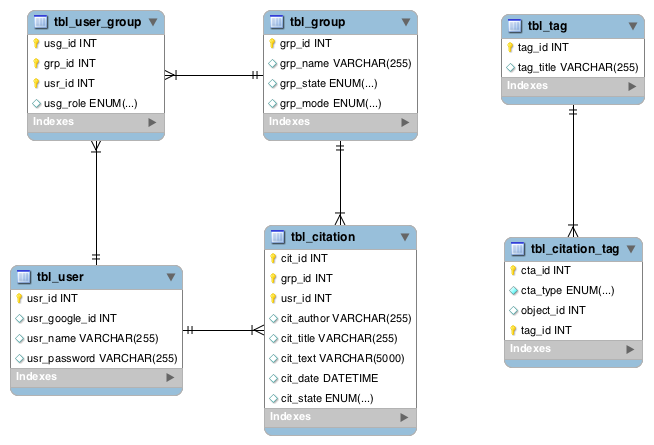 tbl_user_group
usg_id INT
grp_id INT
usr_id INT
usg_role ENUM(...)
Indexes
tbl_group
grp_id INT
grp_name VARCHAR(255)
grp_state ENUM(...)
grp_mode ENUM(...)
Indexes
tbl_tag
tag_id INT
tag_title VARCHAR(255)
Indexes
tbl_user
usr_id INT
usr_google_id INT
usr_name VARCHAR(255)
usr_password VARCHAR(255)
Indexes
tbl_citation
cit_id INT
grp_id INT
usr_id INT
cit_author VARCHAR(255)
cit_title VARCHAR(255)
cit_text VARCHAR(5000)
cit_date DATETIME
cit_state ENUM(...)
Indexes
tbl_citation_tag
cta_id INT
cta_type ENUM(...)
object_id INT
tag_id INT
Indexes